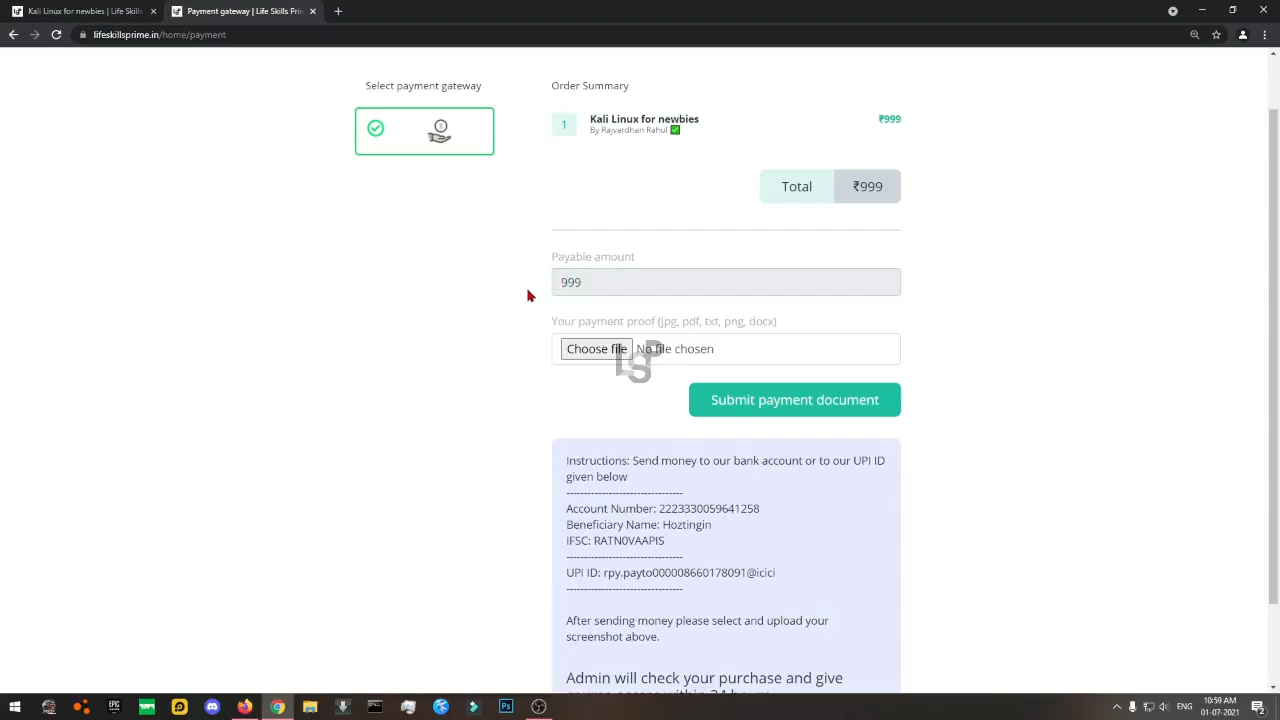 Kali Linux for newbies | Life Skills
Payment gateway | Life Skills Pri
lifeskillsprime.in/home/payment
Select payment gateway
Order Summary
1
Kali Linux for newbies
₹999
By Rajvardhan Rahul ✅
Total
₹999
Payable amount
999
Your payment proof (jpg, pdf, txt, png, docx)
Choose file No file chosen
LSP
Submit payment document
Instructions: Send money to our bank account or to our UPI ID
given below
--------------------------------
Account Number: 2223330059641258
Beneficiary Name: Hoztingin
IFSC: RATN0VAAPIS
--------------------------------
UPI ID: rpy.payto000008660178091@icici
--------------------------------
After sending money please select and upload your
screenshot above.
Admin will check your purchase and give
EPIC
ENG
10:59 AM
01-07-2021